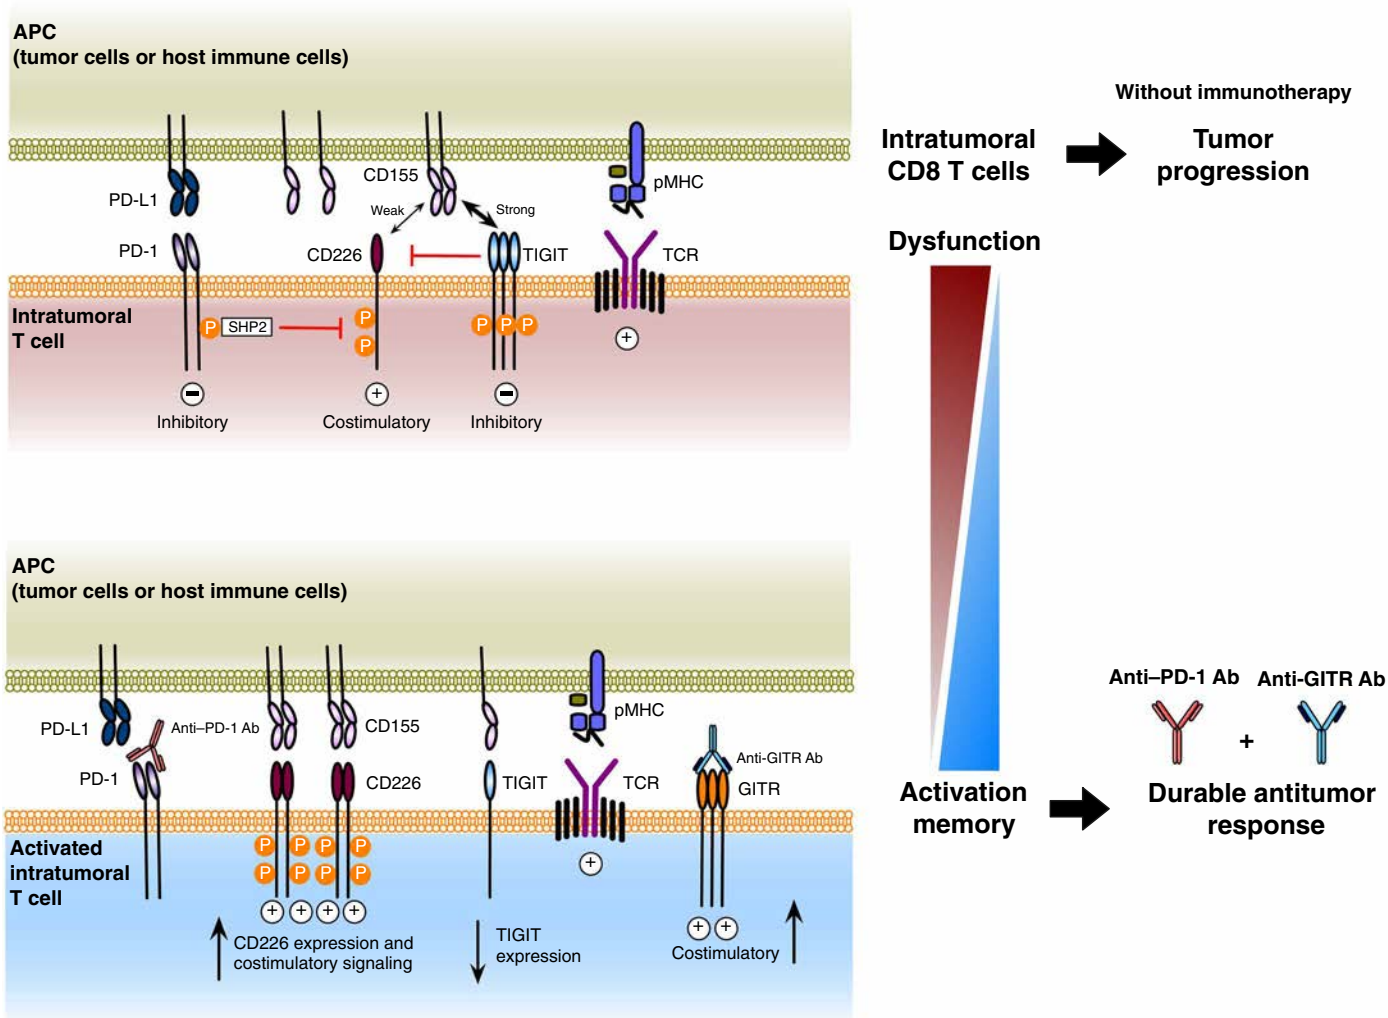 APC
(tumor cells or host immune cells)
PD-L1
CD155
pMHC
Weak
Strong
PD-1
CD226
TIGIT
TCR
Intratumoral
T cell
P
SHP2
P
P
P
P
P
+
−
+
−
Inhibitory
Costimulatory
Inhibitory
Without immunotherapy
Intratumoral
CD8 T cells
Tumor
progression
Dysfunction
APC
(tumor cells or host immune cells)
PD-L1
Anti–PD-1 Ab
CD155
pMHC
Anti-GITR Ab
PD-1
CD226
TIGIT
TCR
GITR
Activated
intratumoral
T cell
P P P P
P P P P
+
+ + + +
+ +
CD226 expression and
costimulatory signaling
TIGIT
expression
Costimulatory
Activation
memory
Anti–PD-1 Ab
Anti-GITR Ab
+
Durable antitumor
response